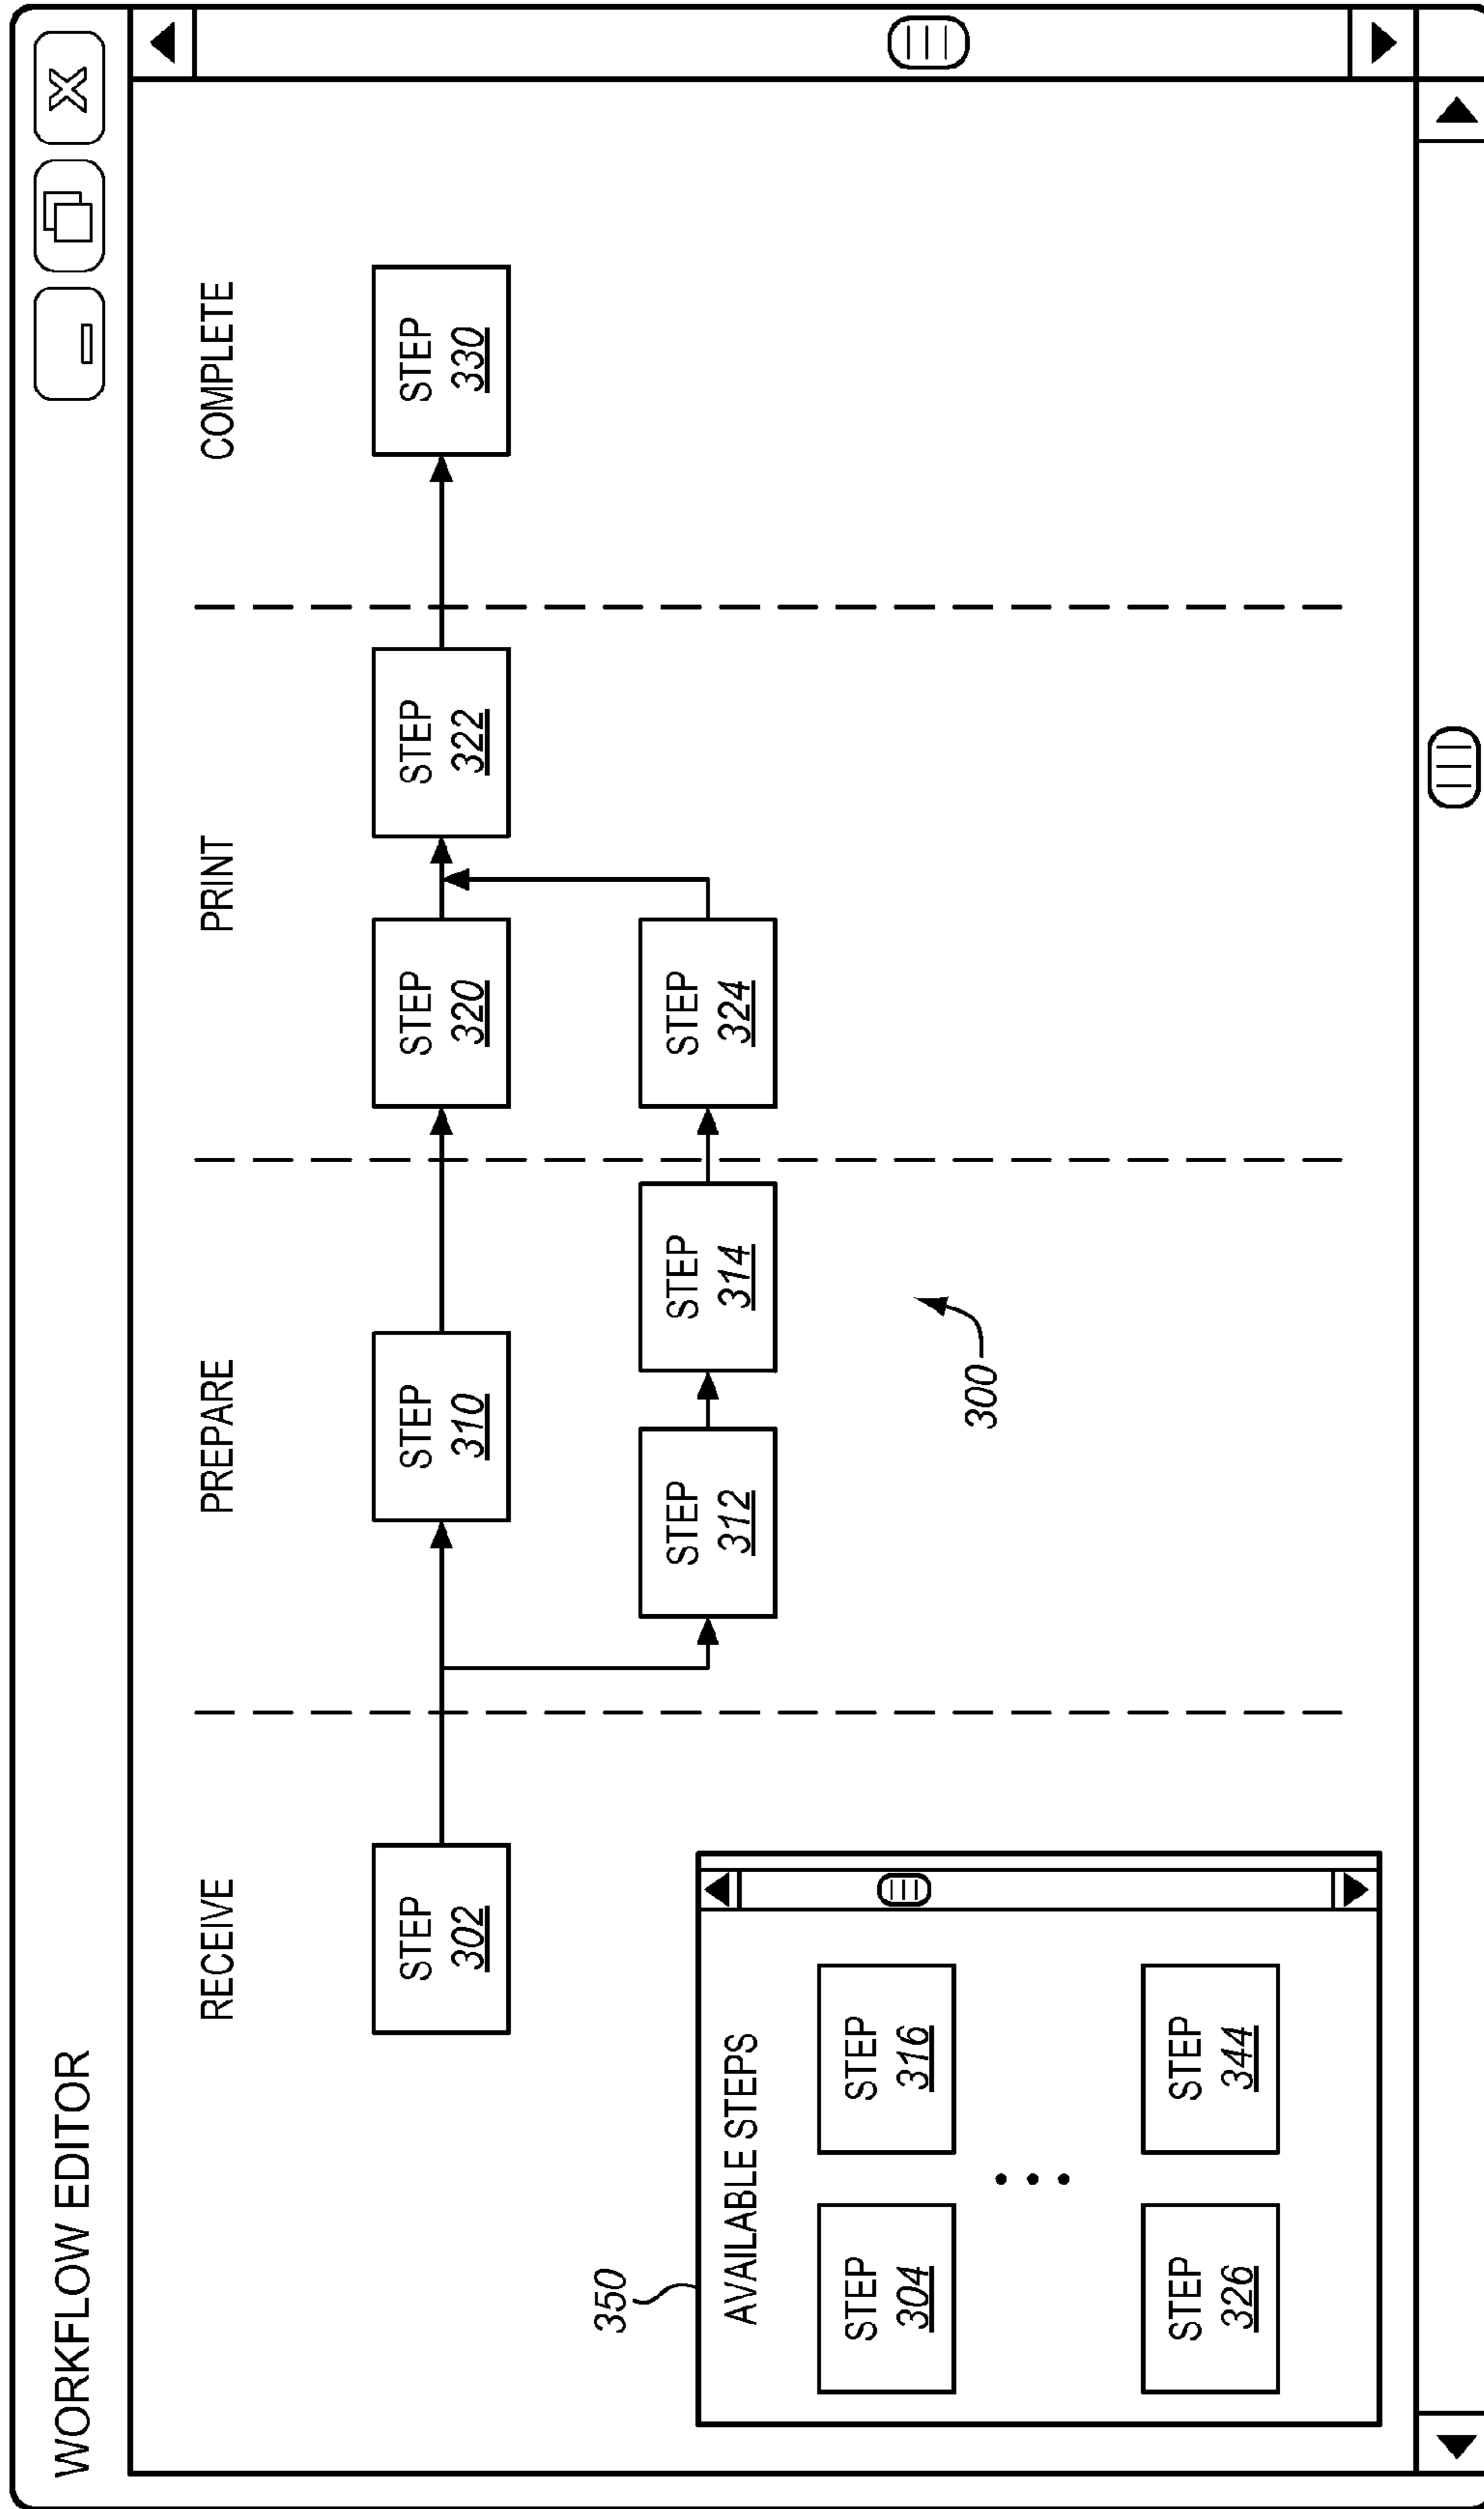 WORKFLOW EDITOR
X
RECEIVE
PREPARE
PRINT
COMPLETE
STEP
302
STEP
310
STEP
320
STEP
322
STEP
330
STEP
312
STEP
314
STEP
324
300
350
AVAILABLE STEPS
STEP
304
STEP
316
STEP
326
STEP
344